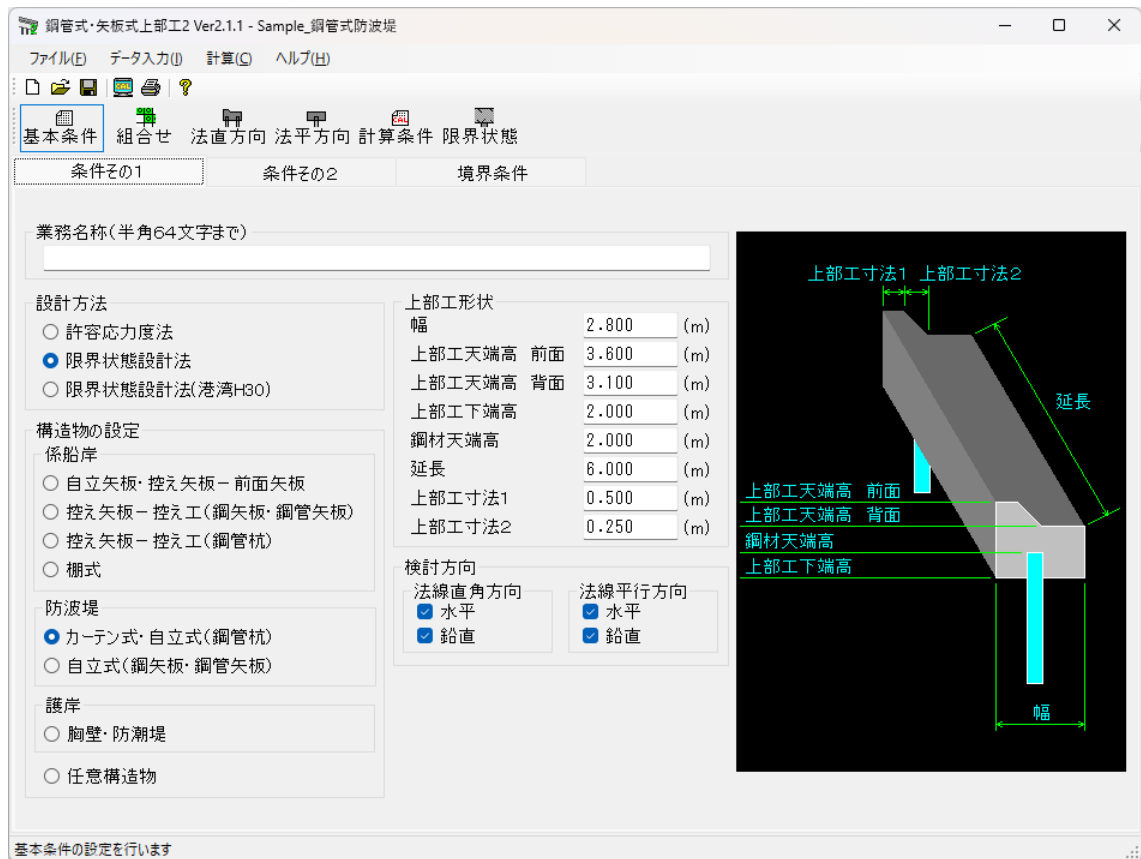 鋼管式・矢板式上部工2 Ver2.1.1 - Sample_鋼管式防波堤
ファイル(F) データ入力(I) 計算(C) ヘルプ(H)
基本条件 組合せ 法直方向 法平方向 計算条件 限界状態
条件その1 条件その2 境界条件
業務名称(半角64文字まで)
設計方法
許容応力度法
限界状態設計法
限界状態設計法(港湾H30)
構造物の設定
係船岸
自立矢板・控え矢板－前面矢板
控え矢板－控え工(鋼矢板・鋼管矢板)
控え矢板－控え工(鋼管杭)
棚式
防波堤
カーテン式・自立式(鋼管杭)
自立式(鋼矢板・鋼管矢板)
護岸
胸壁・防潮堤
任意構造物
上部工形状
幅 2.800 (m)
上部工天端高 前面 3.600 (m)
上部工天端高 背面 3.100 (m)
上部工下端高 2.000 (m)
鋼材天端高 2.000 (m)
延長 6.000 (m)
上部工寸法1 0.500 (m)
上部工寸法2 0.250 (m)
検討方向
法線直角方向 法線平行方向
水平 水平
鉛直 鉛直
上部工寸法1 上部工寸法2
延長
上部工天端高 前面
上部工天端高 背面
鋼材天端高
上部工下端高
幅
基本条件の設定を行います